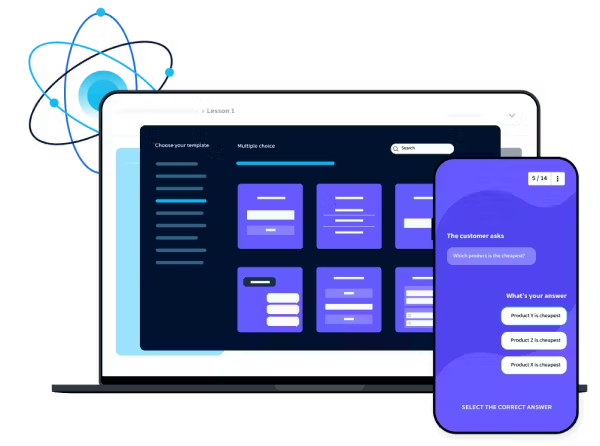 > Lesson 1
Choose your template
Multiple choice
Search
5 / 14
The customer asks
Which product is the cheapest?
What's your answer
Product Y is cheapest
Product Z is cheapest
Product X is cheapest
SELECT THE CORRECT ANSWER